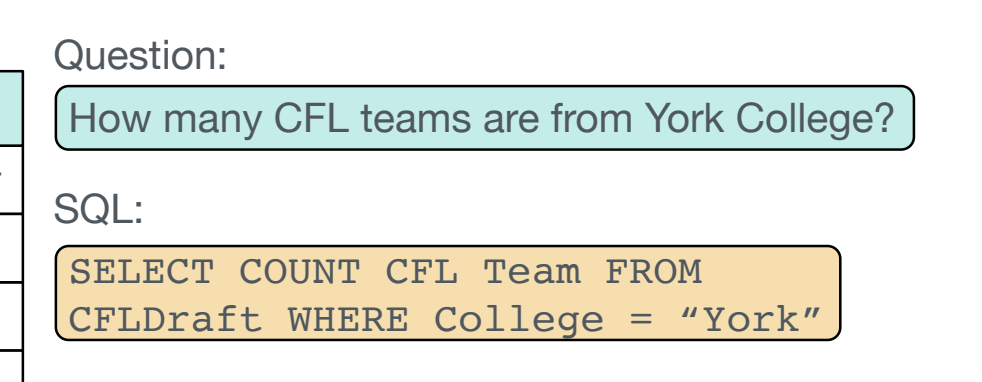 Question:
How many CFL teams are from York College?
SQL:
SELECT COUNT CFL Team FROM
CFLDraft WHERE College = “York”